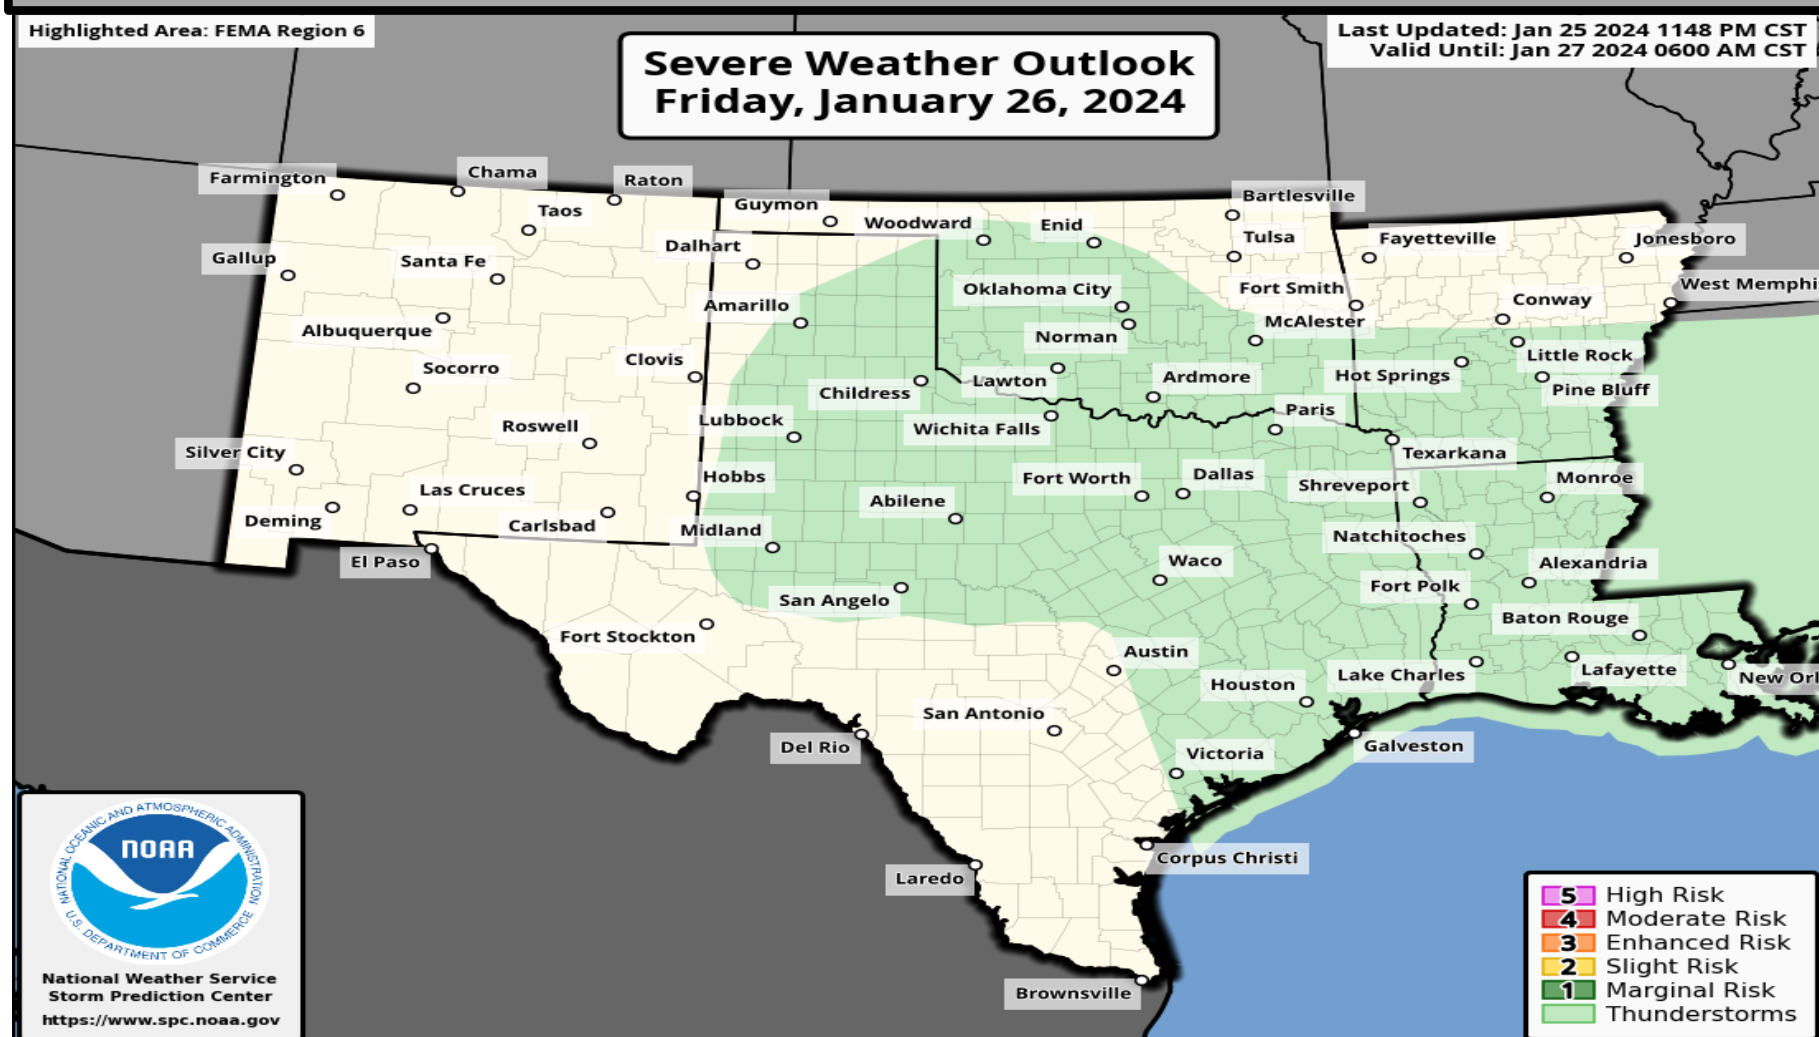 Highlighted Area: FEMA Region 6
Last Updated: Jan 25 2024 1148 PM CST
Valid Until: Jan 27 2024 0600 AM CST
Severe Weather Outlook
Friday, January 26, 2024
Farmington
Chama
Raton
Guymon
Bartlesville
Taos
Woodward
Enid
Tulsa
Fayetteville
Jonesboro
Gallup
Santa Fe
Dalhart
Oklahoma City
Fort Smith
West Memphi
Albuquerque
Amarillo
Norman
McAlester
Conway
Socorro
Clovis
Childress
Lawton
Ardmore
Hot Springs
Little Rock
Pine Bluff
Roswell
Lubbock
Wichita Falls
Paris
Texarkana
Silver City
Las Cruces
Hobbs
Abilene
Fort Worth
Dallas
Shreveport
Monroe
Deming
Carlsbad
Midland
Natchitoches
El Paso
Waco
Alexandria
San Angelo
Fort Polk
Fort Stockton
Baton Rouge
Austin
Houston
Lake Charles
Lafayette
New Orl
San Antonio
Del Rio
Victoria
Galveston
Laredo
Corpus Christi
Brownsville
NATIONAL OCEANIC AND ATMOSPHERIC ADMINISTRATION
NOAA
U.S. DEPARTMENT OF COMMERCE
National Weather Service
Storm Prediction Center
https://www.spc.noaa.gov
5 High Risk
4 Moderate Risk
3 Enhanced Risk
2 Slight Risk
1 Marginal Risk
Thunderstorms